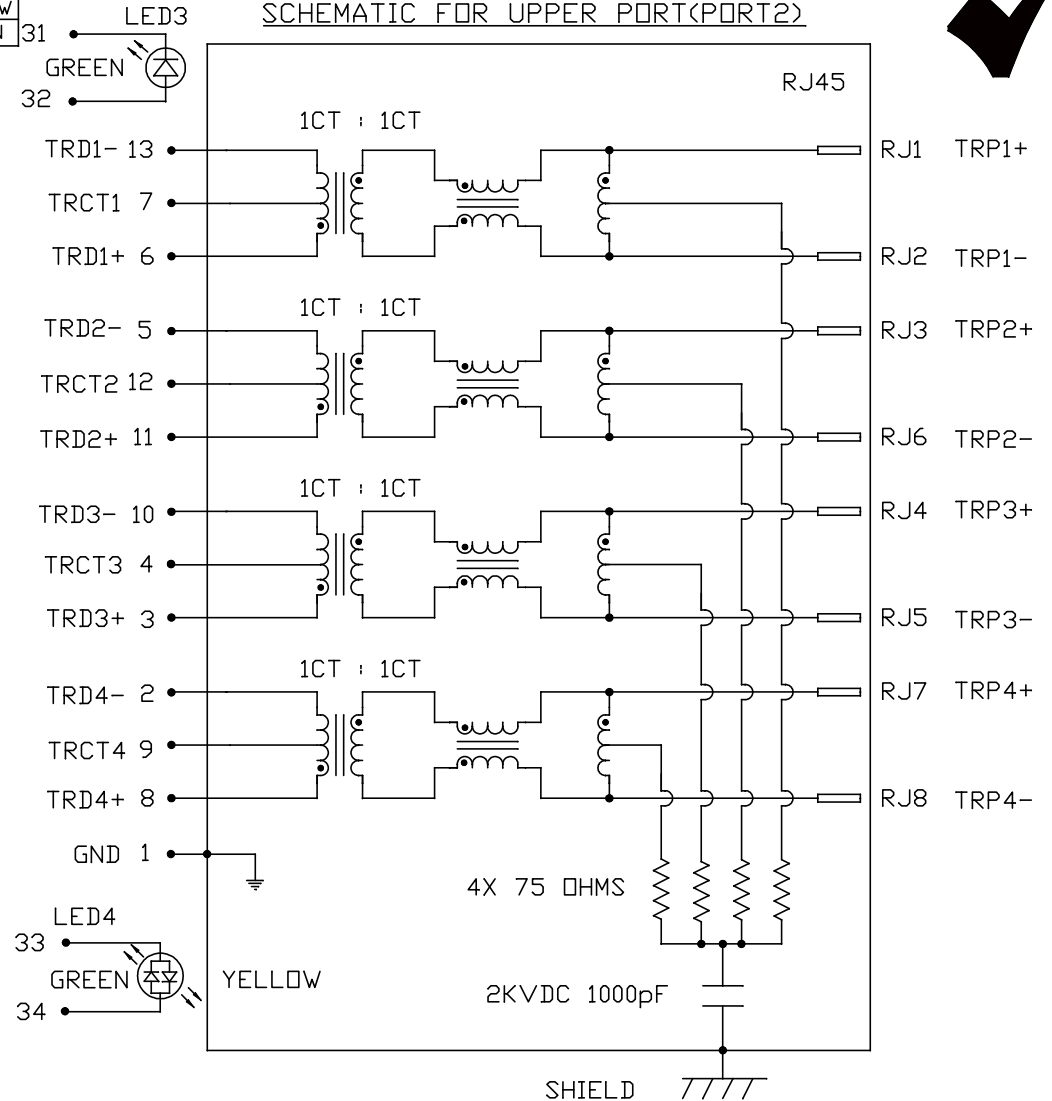 SCHEMATIC FOR UPPER PORT(PORT2)
LED3
31
GREEN
32
RJ45
1CT : 1CT
TRD1- 13
RJ1 TRP1+
TRCT1 7
TRD1+ 6
RJ2 TRP1-
1CT : 1CT
TRD2- 5
RJ3 TRP2+
TRCT2 12
TRD2+ 11
RJ6 TRP2-
1CT : 1CT
TRD3- 10
RJ4 TRP3+
TRCT3 4
TRD3+ 3
RJ5 TRP3-
1CT : 1CT
TRD4- 2
RJ7 TRP4+
TRCT4 9
TRD4+ 8
RJ8 TRP4-
GND 1
4X 75 OHMS
LED4
33
GREEN
YELLOW
34
2KVDC 1000pF
SHIELD